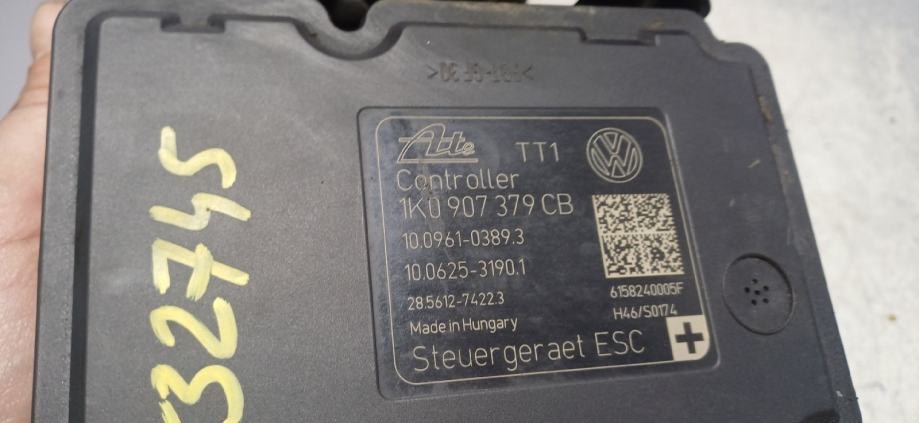 Ate TT1
Controller
1K0 907 379 CB
10.0961-0389.3
10.0625-3190.1
28.5612-7422.3
6158240005F
H46/S0174
Made in Hungary
Steuergeraet ESC
32745